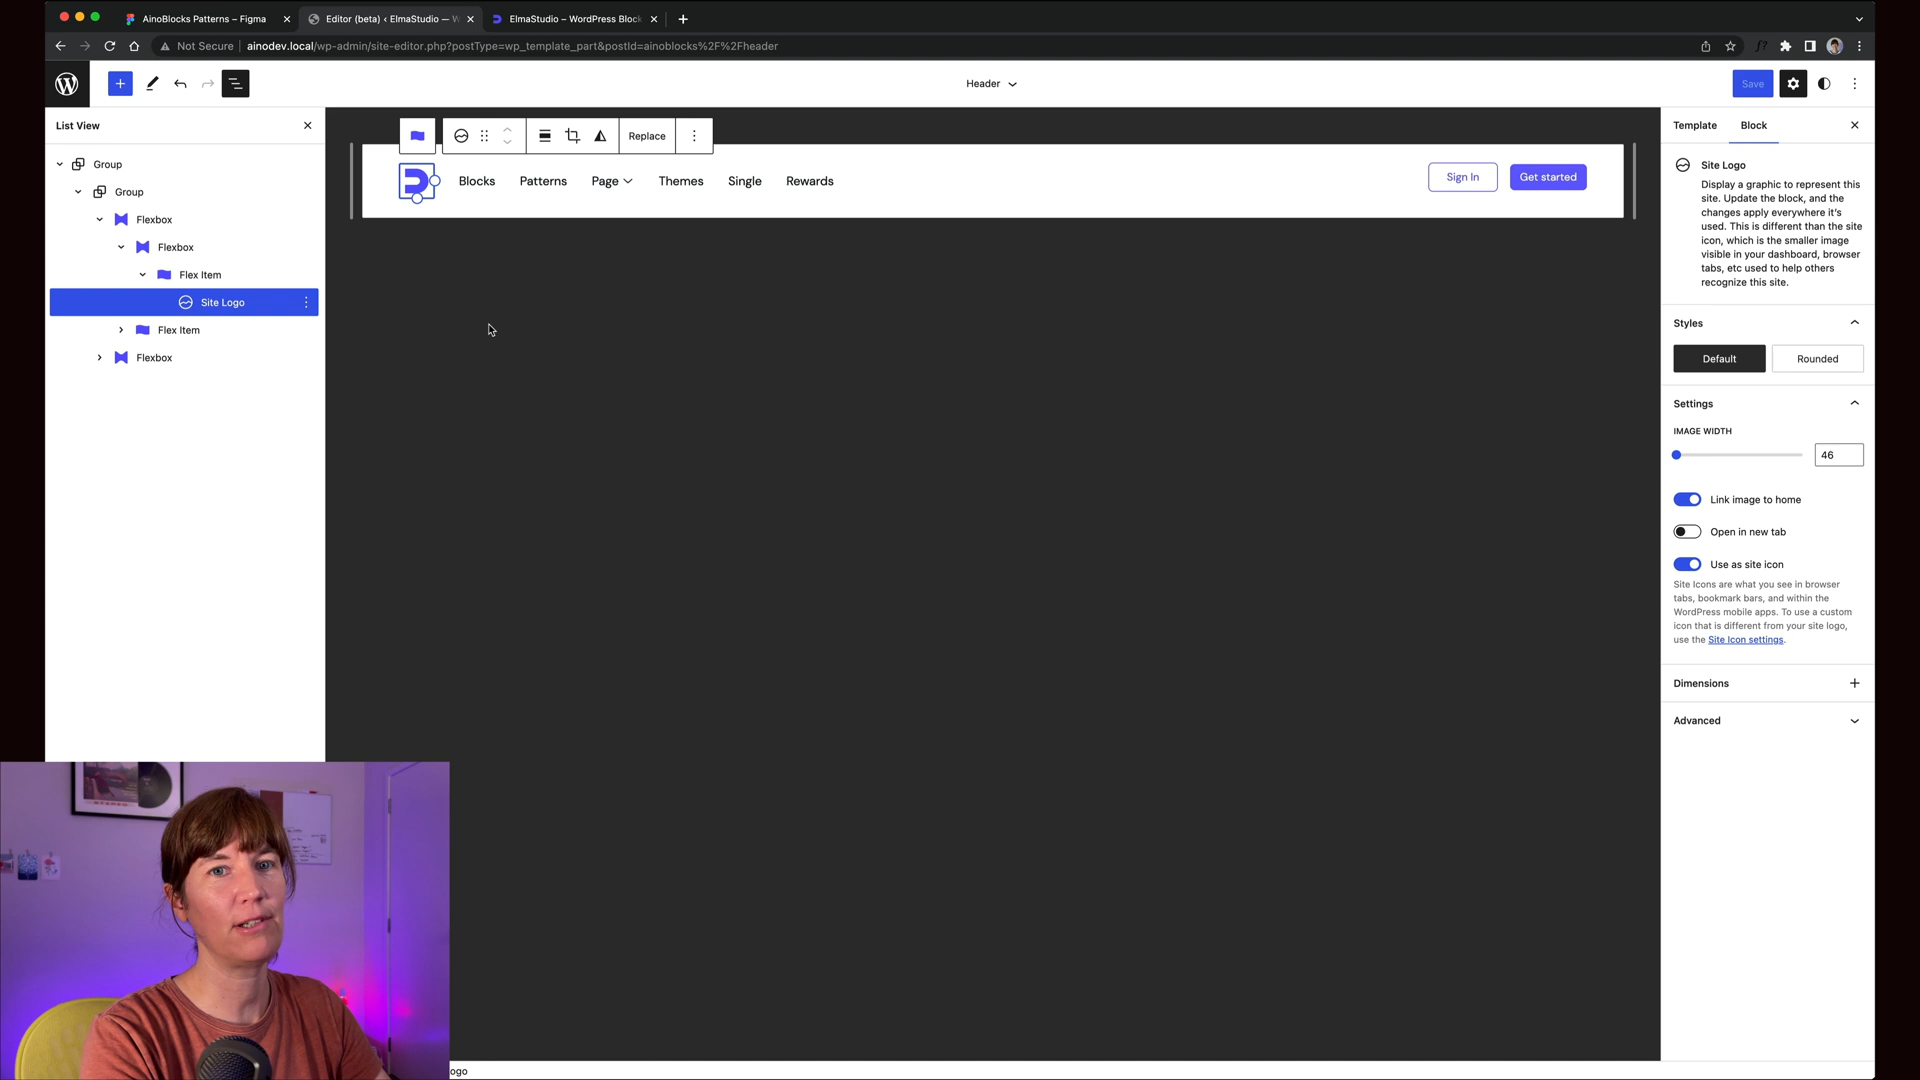 AinoBlocks Patterns – Figma
Editor (beta) ‹ ElmaStudio — W
ElmaStudio – WordPress Block
Not Secure
ainodev.local/wp-admin/site-editor.php?postType=wp_template_part&postId=ainoblocks%2F%2Fheader
Header
Save
List View
Group
Group
Flexbox
Flexbox
Flex Item
Site Logo
Flex Item
Flexbox
Replace
Blocks
Patterns
Page
Themes
Single
Rewards
Sign In
Get started
Template
Block
Site Logo
Display a graphic to represent this
site. Update the block, and the
changes apply everywhere it's
used. This is different than the site
icon, which is the smaller image
visible in your dashboard, browser
tabs, etc used to help others
recognize this site.
Styles
Default
Rounded
Settings
IMAGE WIDTH
46
Link image to home
Open in new tab
Use as site icon
Site Icons are what you see in browser
tabs, bookmark bars, and within the
WordPress mobile apps. To use a custom
icon that is different from your site logo,
use the Site Icon settings.
Dimensions
Advanced
ogo